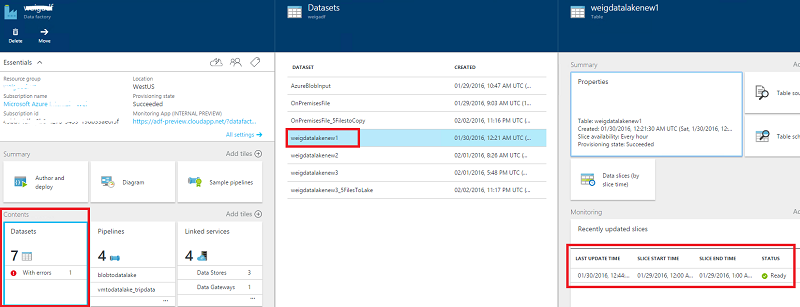 Data factory
Delete
Move
Essentials
Resource group
Location
WestUS
Subscription name
Provisioning state
Microsoft Azure
Succeeded
Subscription id
Monitoring App (INTERNAL PREVIEW)
https://adf-preview.cloudapp.net/?datafact...
All settings →
Summary
Add tiles
Author and deploy
Diagram
Sample pipelines
Contents
Add tiles
Datasets
7
With errors 1
Pipelines
4
blobtodatalake
vmtodatalake_tripdata
Linked services
4
Data Stores 3
Data Gateways 1
...
Datasets
weigadf
DATASET CREATED
AzureBlobInput 01/29/2016, 10:47 AM UTC (...
OnPremisesFile 01/29/2016, 9:03 AM UTC (...
OnPremisesFile_5FilestoCopy 02/02/2016, 11:16 PM UTC (...
weigdatalakenew1 01/30/2016, 12:21 AM UTC (...
weigdatalakenew2 02/01/2016, 8:26 AM UTC (...
weigdatalakenew3 02/01/2016, 5:48 PM UTC (...
weigdatalakenew3_5FilesToLake 02/02/2016, 11:17 PM UTC (...
weigdatalakenew1
Table
Summary
Add
Properties
Table: weigdatalakenew1
Created: 01/30/2016, 12:21:30 AM UTC (Sat, 1/30/2016,
Slice availability: Every hour
Provisioning state: Succeeded
Table sou
Table sch
Data slices (by
slice time)
Monitoring
Add
Recently updated slices
LAST UPDATE TIME SLICE START TIME SLICE END TIME STATUS
01/30/2016, 12:44... 01/29/2016, 12:00 A... 01/29/2016, 1:00 A... Ready